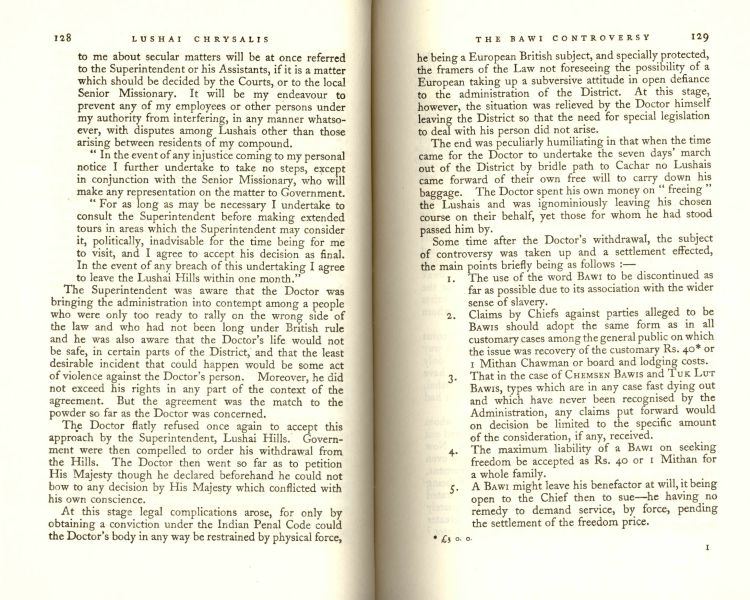 128 LUSHAI CHRYSALIS
to me about secular matters will be at once referred
to the Superintendent or his Assistants, if it is a matter
which should be decided by the Courts, or to the local
Senior Missionary. It will be my endeavour to
prevent any of my employees or other persons under
my authority from interfering, in any manner whatso-
ever, with disputes among Lushais other than those
arising between residents of my compound.
“ In the event of any injustice coming to my personal
notice I further undertake to take no steps, except
in conjunction with the Senior Missionary, who will
make any representation on the matter to Government.
“ For as long as may be necessary I undertake to
consult the Superintendent before making extended
tours in areas which the Superintendent may consider
it, politically, inadvisable for the time being for me
to visit, and I agree to accept his decision as final.
In the event of any breach of this undertaking I agree
to leave the Lushai Hills within one month.”
The Superintendent was aware that the Doctor was
bringing the administration into contempt among a people
who were only too ready to rally on the wrong side of
the law and who had not been long under British rule
and he was also aware that the Doctor's life would not
be safe, in certain parts of the District, and that the least
desirable incident that could happen would be some act
of violence against the Doctor's person. Moreover, he did
not exceed his rights in any part of the context of the
agreement. But the agreement was the match to the
powder so far as the Doctor was concerned.
The Doctor flatly refused once again to accept this
approach by the Superintendent, Lushai Hills. Govern-
ment were then compelled to order his withdrawal from
the Hills. The Doctor then went so far as to petition
His Majesty though he declared beforehand he could not
bow to any decision by His Majesty which conflicted with
his own conscience.
At this stage legal complications arose, for only by
obtaining a conviction under the Indian Penal Code could
the Doctor's body in any way be restrained by physical force,
THE BAWI CONTROVERSY 129
he being a European British subject, and specially protected,
the framers of the Law not foreseeing the possibility of a
European taking up a subversive attitude in open defiance
to the administration of the District. At this stage,
however, the situation was relieved by the Doctor himself
leaving the District so that the need for special legislation
to deal with his person did not arise.
The end was peculiarly humiliating in that when the time
came for the Doctor to undertake the seven days' march
out of the District by bridle path to Cachar no Lushais
came forward of their own free will to carry down his
baggage. The Doctor spent his own money on “ freeing ”
the Lushais and was ignominiously leaving his chosen
course on their behalf, yet those for whom he had stood
passed him by.
Some time after the Doctor's withdrawal, the subject
of controversy was taken up and a settlement effected,
the main points briefly being as follows :—
1. The use of the word BAWI to be discontinued as
far as possible due to its association with the wider
sense of slavery.
2. Claims by Chiefs against parties alleged to be
BAWIS should adopt the same form as in all
customary cases among the general public on which
the issue was recovery of the customary Rs. 40* or
1 Mithan Chawman or board and lodging costs.
3. That in the case of CHEMSEN BAWIS and TUK LUT
BAWIS, types which are in any case fast dying out
and which have never been recognised by the
Administration, any claims put forward would
on decision be limited to the specific amount
of the consideration, if any, received.
4. The maximum liability of a BAWI on seeking
freedom be accepted as Rs. 40 or 1 Mithan for
a whole family.
5. A BAWI might leave his benefactor at will, it being
open to the Chief then to sue—he having no
remedy to demand service, by force, pending
the settlement of the freedom price.
* £3 0. 0.
I